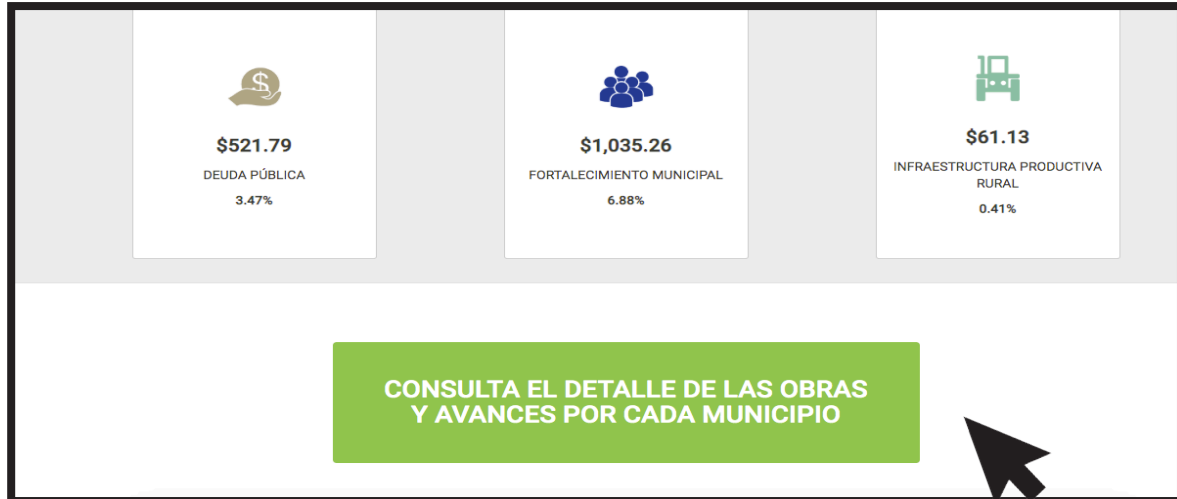 $
$521.79
DEUDA PÚBLICA
3.47%
$1,035.26
FORTALECIMIENTO MUNICIPAL
6.88%
$61.13
INFRAESTRUCTURA PRODUCTIVA
RURAL
0.41%
CONSULTA EL DETALLE DE LAS OBRAS
Y AVANCES POR CADA MUNICIPIO